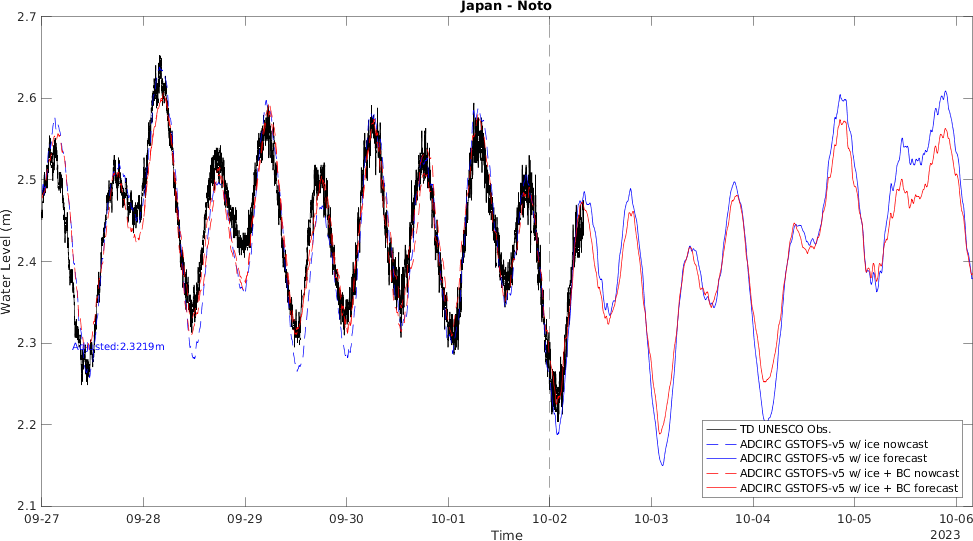 Japan - Noto
2.7
2.6
2.5
2.4
2.3
2.2
2.1
Water Level (m)
Adjusted:2.3219m
TD UNESCO Obs.
ADCIRC GSTOFS-v5 w/ ice nowcast
ADCIRC GSTOFS-v5 w/ ice forecast
ADCIRC GSTOFS-v5 w/ ice + BC nowcast
ADCIRC GSTOFS-v5 w/ ice + BC forecast
09-27 09-28 09-29 09-30 10-01 10-02 10-03 10-04 10-05 10-06
2023
Time